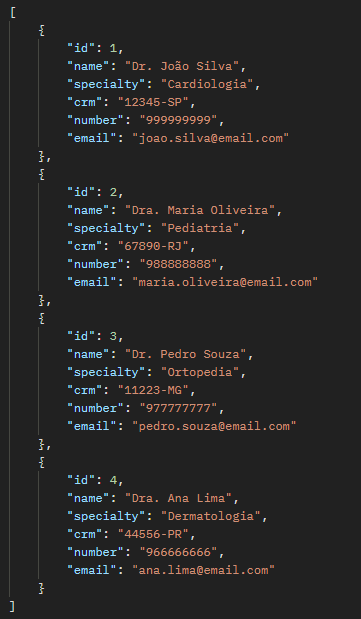 [
{
"id": 1,
"name": "Dr. João Silva",
"specialty": "Cardiologia",
"crm": "12345-SP",
"number": "999999999",
"email": "joao.silva@email.com"
},
{
"id": 2,
"name": "Dra. Maria Oliveira",
"specialty": "Pediatria",
"crm": "67890-RJ",
"number": "988888888",
"email": "maria.oliveira@email.com"
},
{
"id": 3,
"name": "Dr. Pedro Souza",
"specialty": "Ortopedia",
"crm": "11223-MG",
"number": "977777777",
"email": "pedro.souza@email.com"
},
{
"id": 4,
"name": "Dra. Ana Lima",
"specialty": "Dermatologia",
"crm": "44556-PR",
"number": "966666666",
"email": "ana.lima@email.com"
}
]